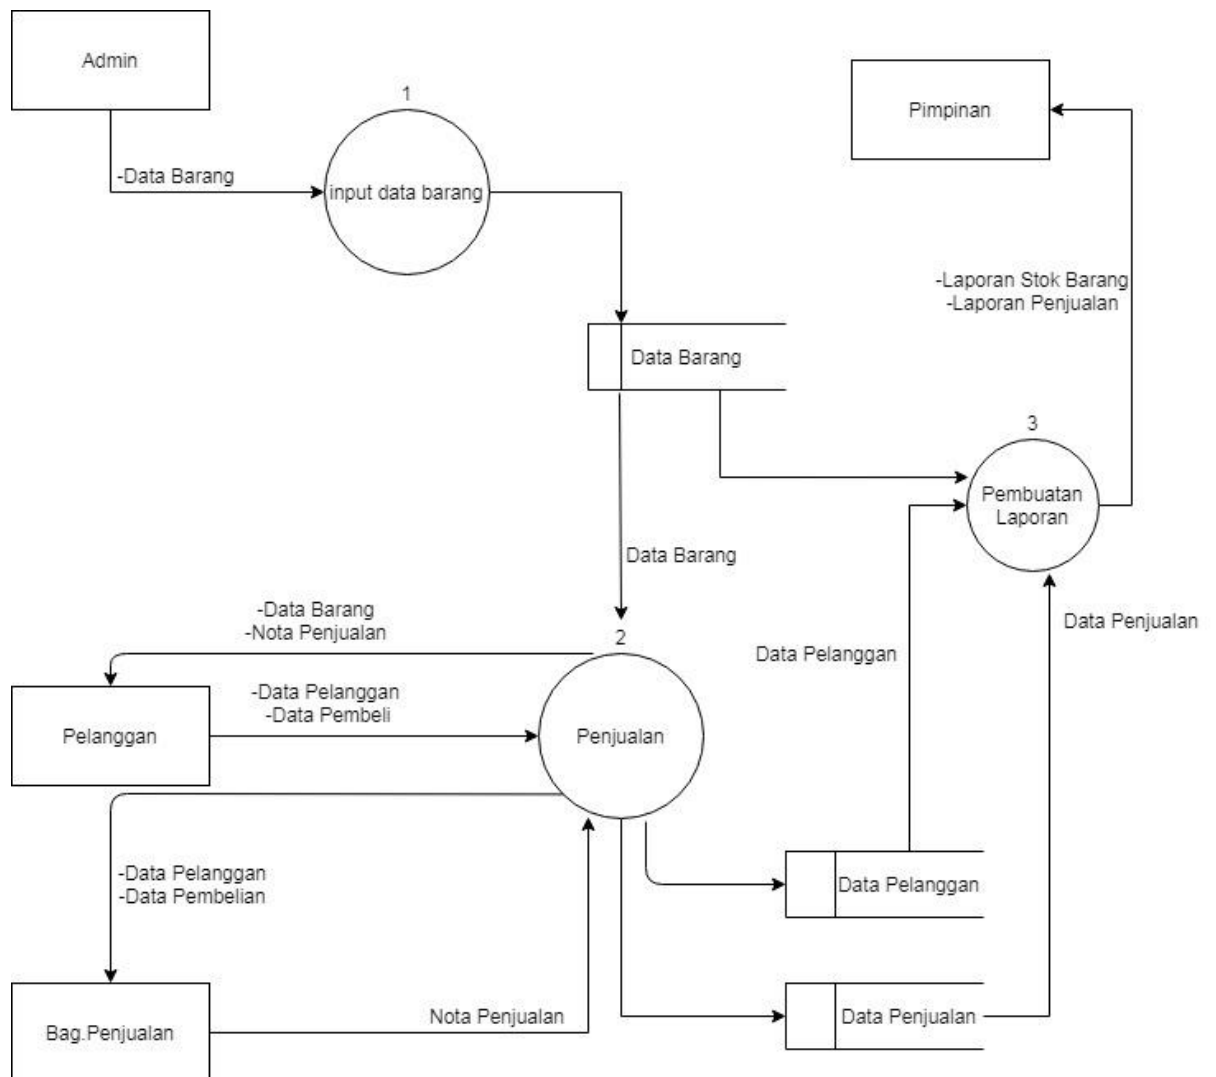 Admin
1
Pimpinan
-Data Barang
input data barang
-Laporan Stok Barang
-Laporan Penjualan
Data Barang
3
Pembuatan
Laporan
Data Barang
-Data Barang
-Nota Penjualan
2
Data Pelanggan
Data Penjualan
-Data Pelanggan
-Data Pembeli
Pelanggan
Penjualan
-Data Pelanggan
-Data Pembelian
Data Pelanggan
Nota Penjualan
Data Penjualan
Bag.Penjualan